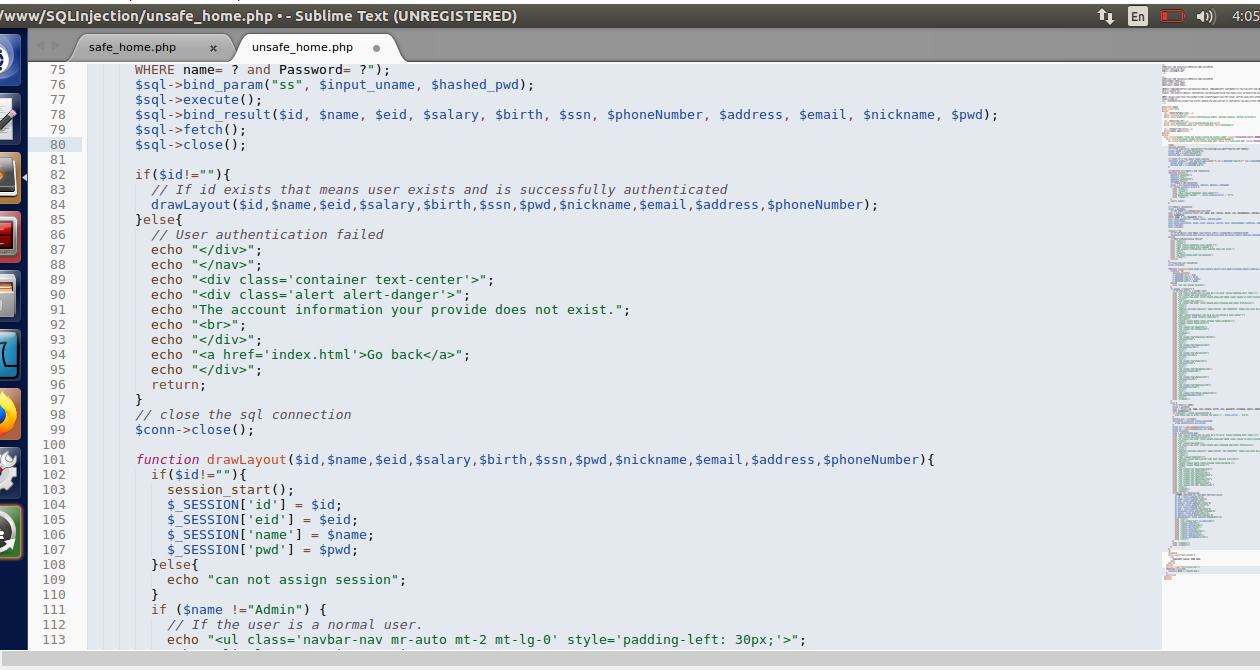 /www/SQLInjection/unsafe_home.php • - Sublime Text (UNREGISTERED)
En
4:05
safe_home.php ×
unsafe_home.php
75 WHERE name= ? and Password= ?");
76 $sql->bind_param("ss", $input_uname, $hashed_pwd);
77 $sql->execute();
78 $sql->bind_result($id, $name, $eid, $salary, $birth, $ssn, $phoneNumber, $address, $email, $nickname, $pwd);
79 $sql->fetch();
80 $sql->close();
81
82 if($id!=""){
83 // If id exists that means user exists and is successfully authenticated
84 drawLayout($id,$name,$eid,$salary,$birth,$ssn,$pwd,$nickname,$email,$address,$phoneNumber);
85 }else{
86 // User authentication failed
87 echo "</div>";
88 echo "</nav>";
89 echo "<div class='container text-center'>";
90 echo "<div class='alert alert-danger'>";
91 echo "The account information your provide does not exist.";
92 echo "<br>";
93 echo "</div>";
94 echo "<a href='index.html'>Go back</a>";
95 echo "</div>";
96 return;
97 }
98 // close the sql connection
99 $conn->close();
100
101 function drawLayout($id,$name,$eid,$salary,$birth,$ssn,$pwd,$nickname,$email,$address,$phoneNumber){
102 if($id!=""){
103 session_start();
104 $_SESSION['id'] = $id;
105 $_SESSION['eid'] = $eid;
106 $_SESSION['name'] = $name;
107 $_SESSION['pwd'] = $pwd;
108 }else{
109 echo "can not assign session";
110 }
111 if ($name !="Admin") {
112 // If the user is a normal user.
113 echo "<ul class='navbar-nav mr-auto mt-2 mt-lg-0' style='padding-left: 30px;'>";